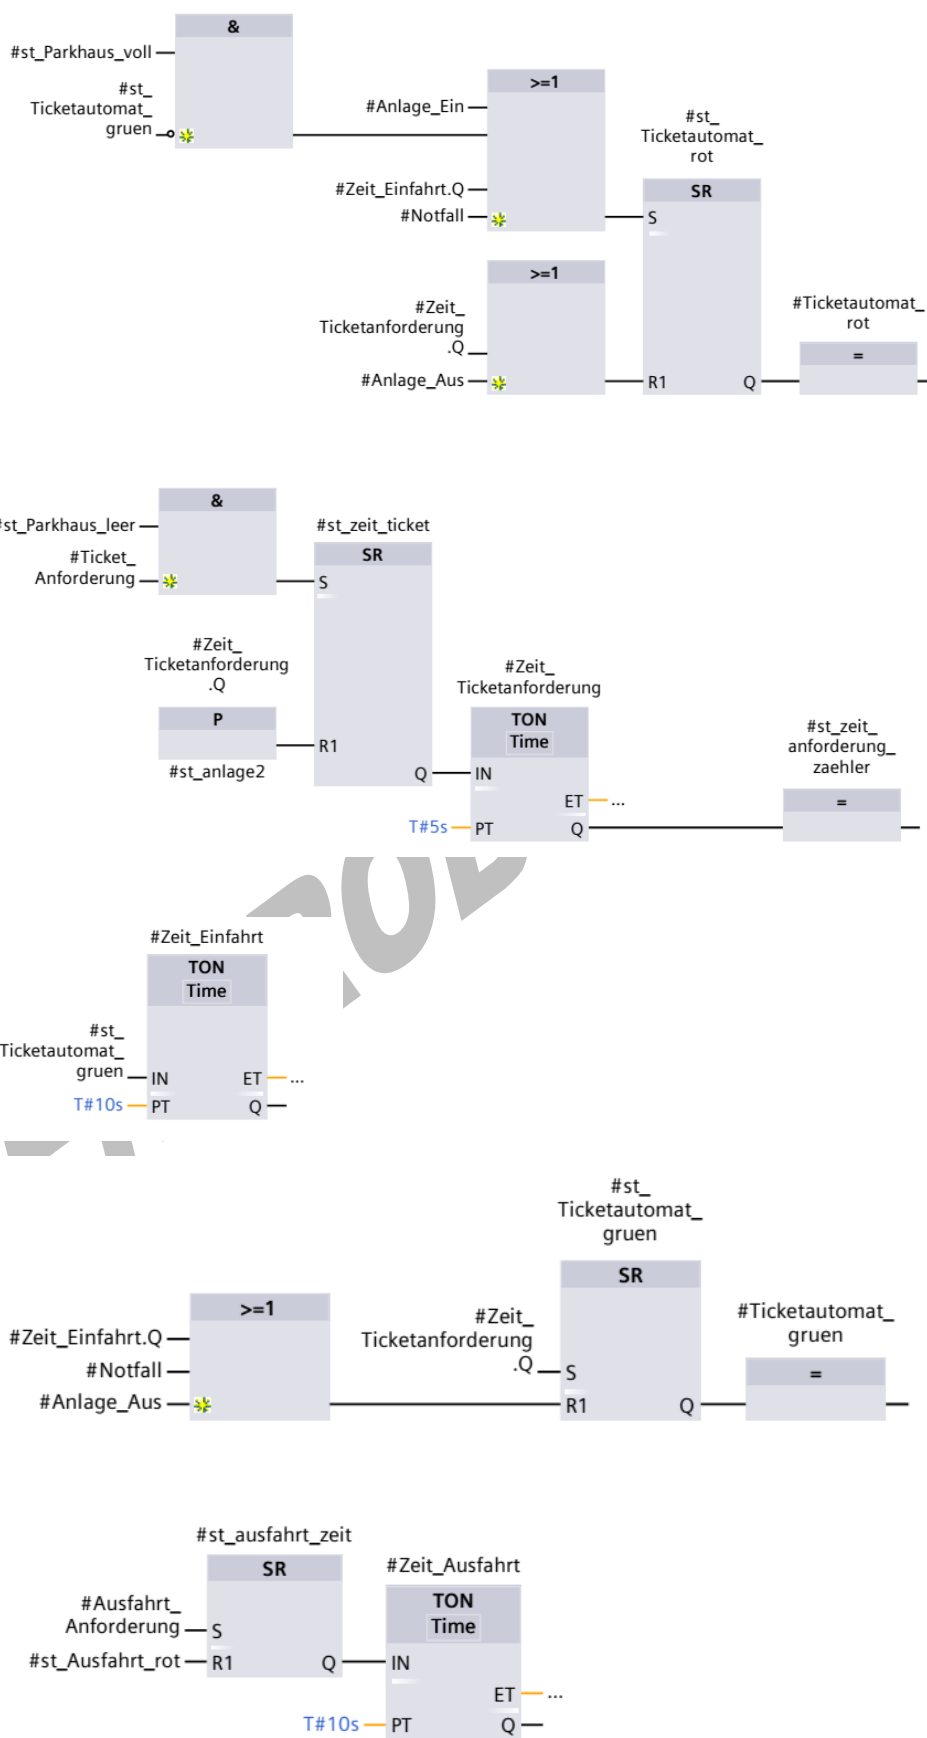 &
#st_Parkhaus_voll
#st_
Ticketautomat_
gruen
>=1
#Anlage_Ein
#Zeit_Einfahrt.Q
#Notfall
#st_
Ticketautomat_
rot
SR
S
>=1
#Zeit_
Ticketanforderung
.Q
#Anlage_Aus
R1
Q
#Ticketautomat_
rot
=
&
#st_Parkhaus_leer
#Ticket_
Anforderung
#st_zeit_ticket
SR
S
#Zeit_
Ticketanforderung
.Q
P
#st_anlage2
R1
Q
#Zeit_
Ticketanforderung
TON
Time
IN
ET ...
T#5s PT Q
#st_zeit_
anforderung_
zaehler
=
#Zeit_Einfahrt
TON
Time
#st_
Ticketautomat_
gruen
IN ET ...
T#10s PT Q
#st_
Ticketautomat_
gruen
SR
>=1
#Zeit_Einfahrt.Q
#Notfall
#Anlage_Aus
#Zeit_
Ticketanforderung
.Q
S
R1 Q
#Ticketautomat_
gruen
=
#st_ausfahrt_zeit
SR
#Ausfahrt_
Anforderung
S
#st_Ausfahrt_rot
R1 Q
#Zeit_Ausfahrt
TON
Time
IN
ET ...
T#10s PT Q